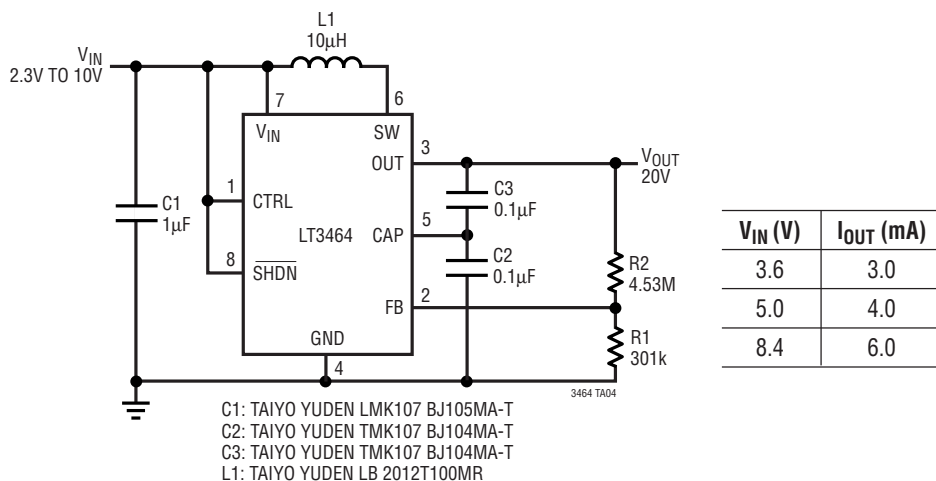 L1
10μH
VIN
2.3V TO 10V
7
6
VIN
SW
OUT
3
VOUT
20V
C3
0.1μF
1
CTRL
C1
1μF
LT3464
CAP
5
8
SHDN
C2
0.1μF
R2
4.53M
FB
2
GND
4
R1
301k
3464 TA04
C1: TAIYO YUDEN LMK107 BJ105MA-T
C2: TAIYO YUDEN TMK107 BJ104MA-T
C3: TAIYO YUDEN TMK107 BJ104MA-T
L1: TAIYO YUDEN LB 2012T100MR
VIN (V) IOUT (mA)
3.6 3.0
5.0 4.0
8.4 6.0